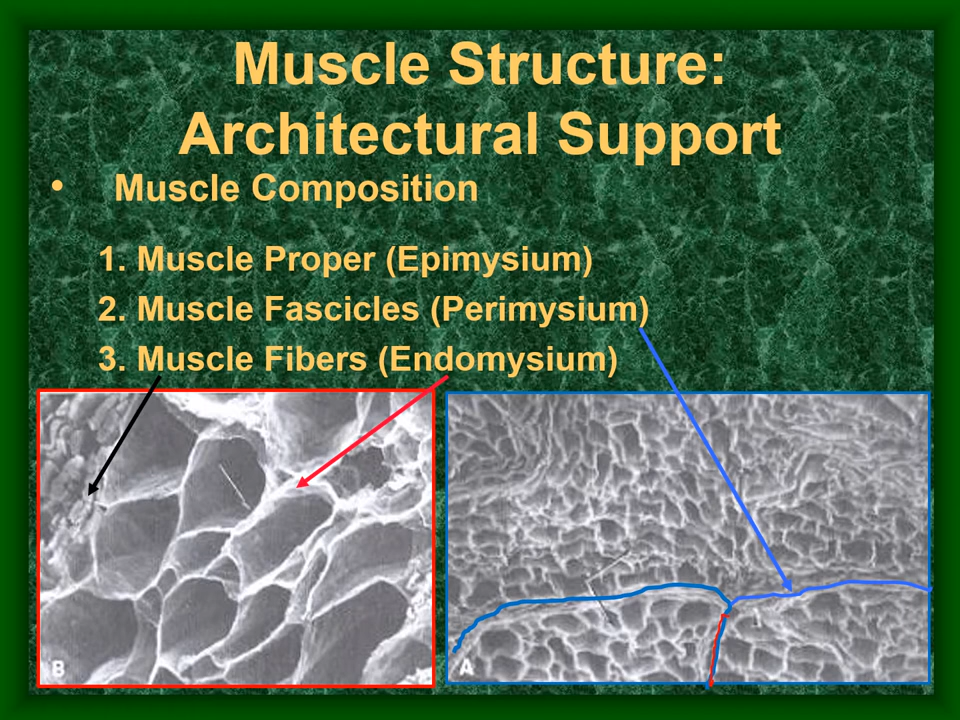 Muscle Structure:
Architectural Support
• Muscle Composition
1. Muscle Proper (Epimysium)
2. Muscle Fascicles (Perimysium)
3. Muscle Fibers (Endomysium)
B
A